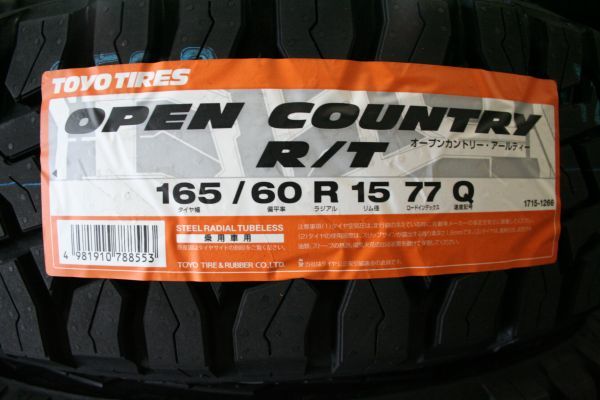 TOYO TIRES
OPEN COUNTRY
R/T
オープンカントリー・アールティー
165 / 60 R 15 77 Q
タイヤ幅 偏平率 ラジアル リム径 ロードインデックス 速度記号
1715-1266
STEEL RADIAL TUBELESS
乗用車用
TOYO TIRE & RUBBER CO., LTD.
4 981910 788553